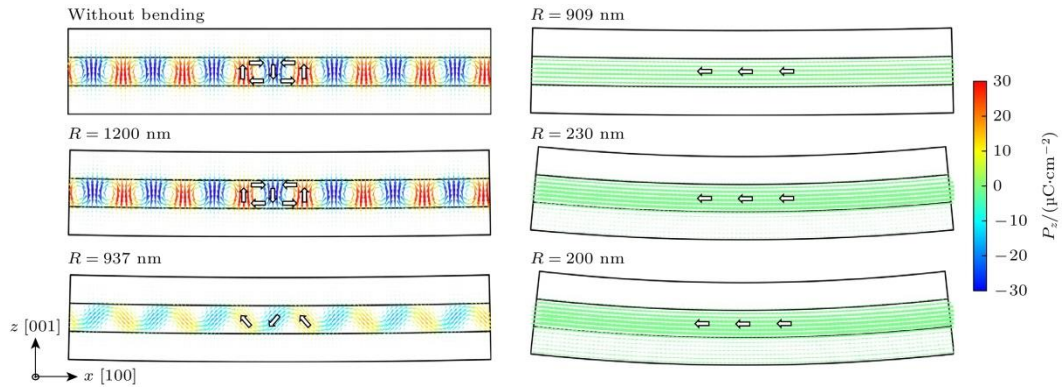 Without bending
R = 1200 nm
R = 937 nm
z [001]
x [100]
R = 909 nm
R = 230 nm
R = 200 nm
30
20
10
0
−10
−20
−30
P_z/(μC·cm⁻²)